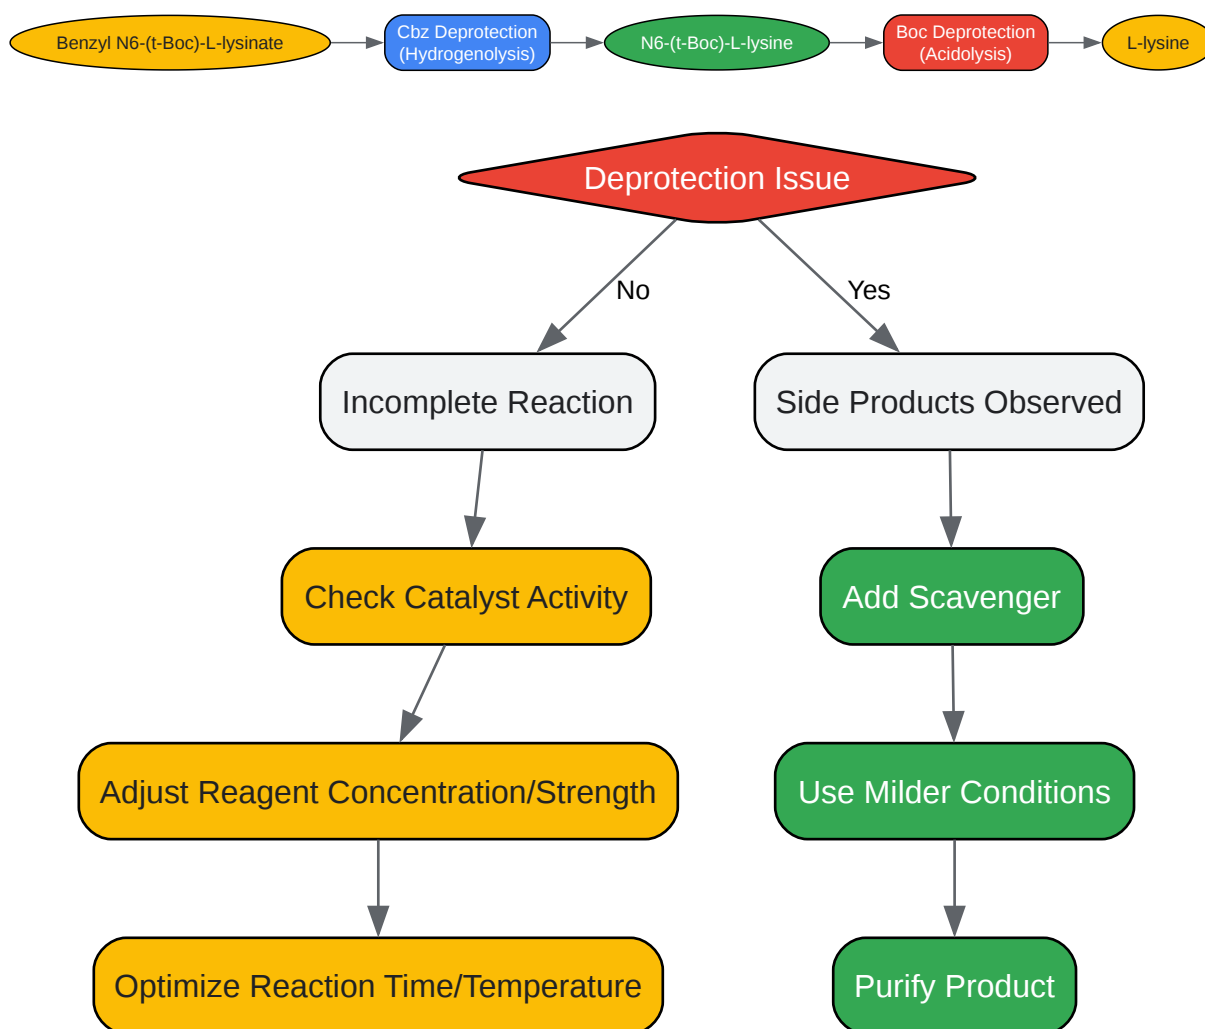 Benzyl N6-(t-Boc)-L-lysinate
Cbz Deprotection
(Hydrogenolysis)
N6-(t-Boc)-L-lysine
Boc Deprotection
(Acidolysis)
L-lysine
Deprotection Issue
No
Yes
Incomplete Reaction
Side Products Observed
Check Catalyst Activity
Add Scavenger
Adjust Reagent Concentration/Strength
Use Milder Conditions
Optimize Reaction Time/Temperature
Purify Product